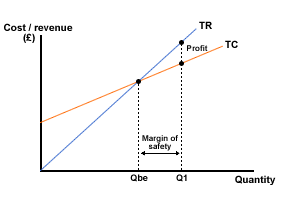 Cost / revenue
(£)
TR
TC
Profit
Margin of
safety
Qbe
Q1
Quantity